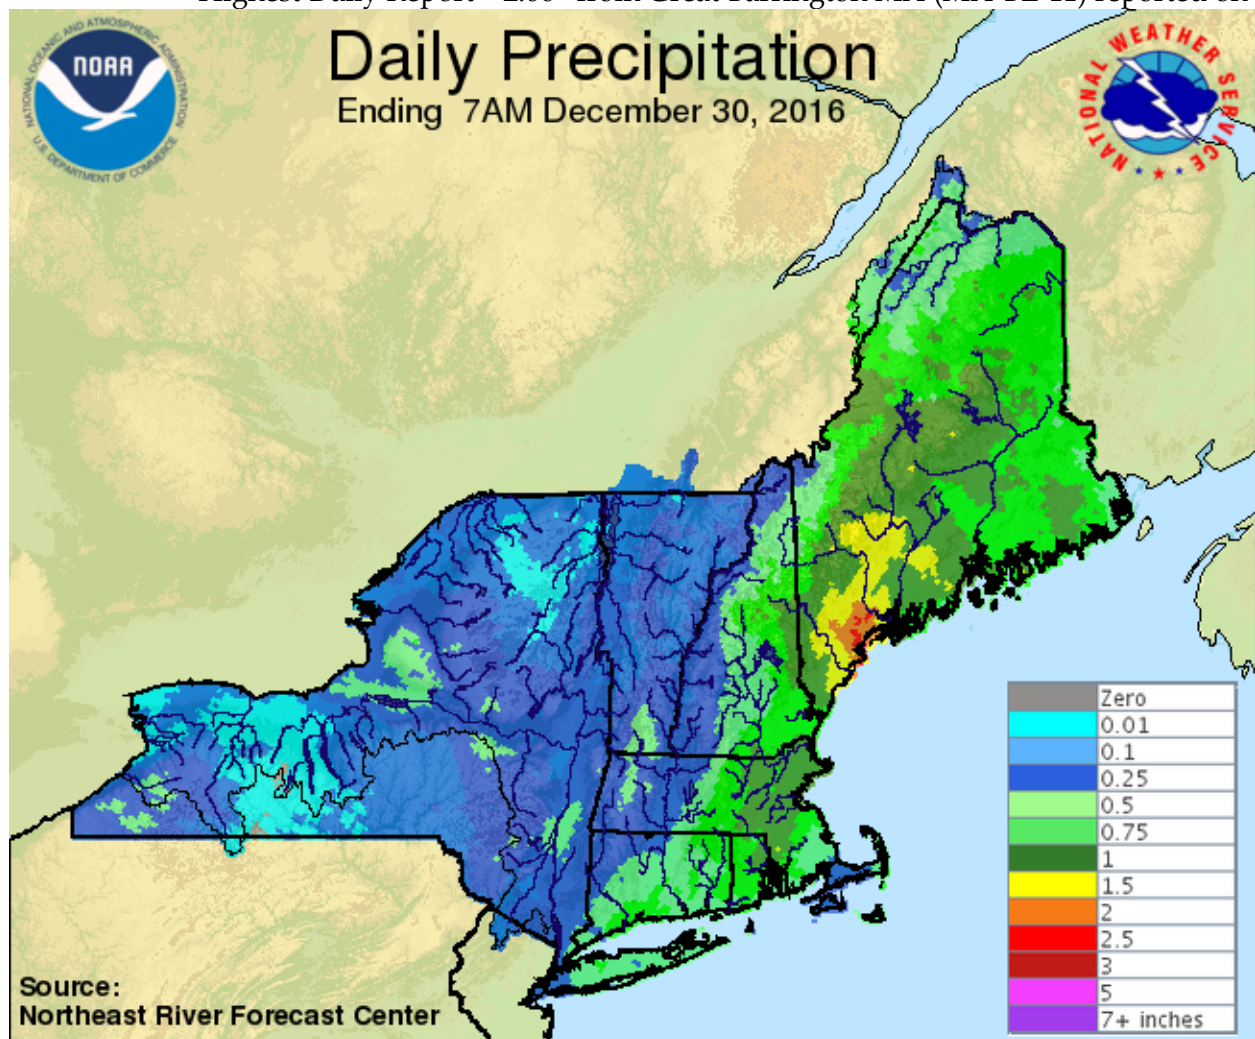 Daily Precipitation
Ending 7AM December 30, 2016
NOAA
NATIONAL OCEANIC AND ATMOSPHERIC ADMINISTRATION
U.S. DEPARTMENT OF COMMERCE
NATIONAL WEATHER SERVICE
Zero
0.01
0.1
0.25
0.5
0.75
1
1.5
2
2.5
3
5
7+ inches
Source:
Northeast River Forecast Center